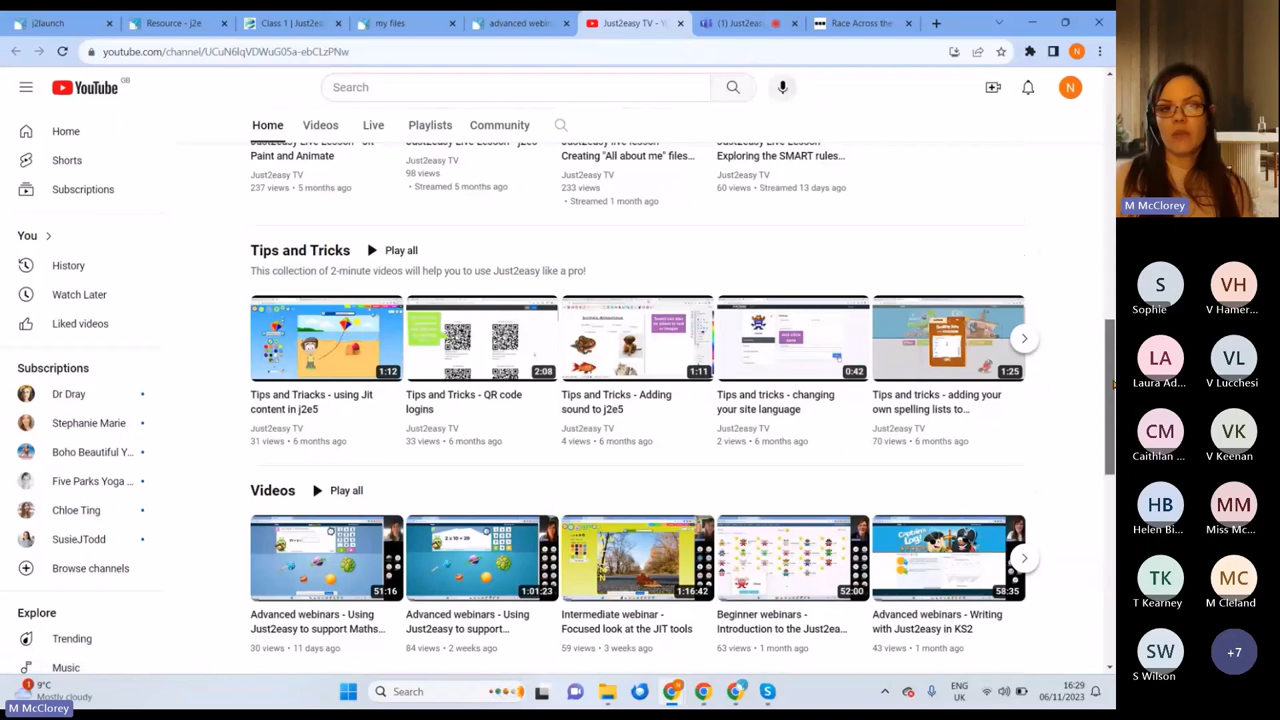 j2launch
Resource - j2e
Class 1 | Just2eas
my files
advanced webin
Just2easy TV - Y
(1) Just2eas
Race Across the
youtube.com/channel/UCuN6lqVDWuG05a-ebCLzPNw
N
YouTube GB
Search
N
Home
Shorts
Subscriptions
You
History
Watch Later
Liked videos
Subscriptions
Dr Dray
Stephanie Marie
Boho Beautiful Y...
Five Parks Yoga ...
Chloe Ting
SusieJTodd
Browse channels
Explore
Trending
Music
Home Videos Live Playlists Community
Paint and Animate
Just2easy TV
237 views • 5 months ago
Just2easy TV
98 views
• Streamed 5 months ago
Creating "All about me" files...
Just2easy TV
233 views
• Streamed 1 month ago
Exploring the SMART rules...
Just2easy TV
60 views • Streamed 13 days ago
Tips and Tricks Play all
This collection of 2-minute videos will help you to use Just2easy like a pro!
1:12
2:08
1:11
0:42
1:25
Tips and Triacks - using Jit
content in j2e5
Just2easy TV
31 views • 6 months ago
Tips and Tricks - QR code
logins
Just2easy TV
33 views • 6 months ago
Tips and Tricks - Adding
sound to j2e5
Just2easy TV
4 views • 6 months ago
Tips and tricks - changing
your site language
Just2easy TV
2 views • 6 months ago
Tips and tricks - adding your
own spelling lists to...
Just2easy TV
70 views • 6 months ago
Videos Play all
51:16
2 x 10 = 20
1:01:23
1:16:42
52:00
Captain's Log!
58:35
Advanced webinars - Using
Just2easy to support Maths...
30 views • 11 days ago
Advanced webinars - Using
Just2easy to support...
84 views • 2 weeks ago
Intermediate webinar -
Focused look at the JIT tools
59 views • 3 weeks ago
Beginner webinars -
Introduction to the Just2ea...
63 views • 1 month ago
Advanced webinars - Writing
with Just2easy in KS2
43 views • 1 month ago
1
9°C
Mostly cloudy
M McClorey
Search
ENG
UK
16:29
06/11/2023
M McClorey
S
Sophie
VH
V Hamer...
LA
Laura Ad...
VL
V Lucchesi
CM
Caithlan ...
VK
V Keenan
HB
Helen Bi...
MM
Miss Mc...
TK
T Kearney
MC
M Cleland
SW
S Wilson
+7